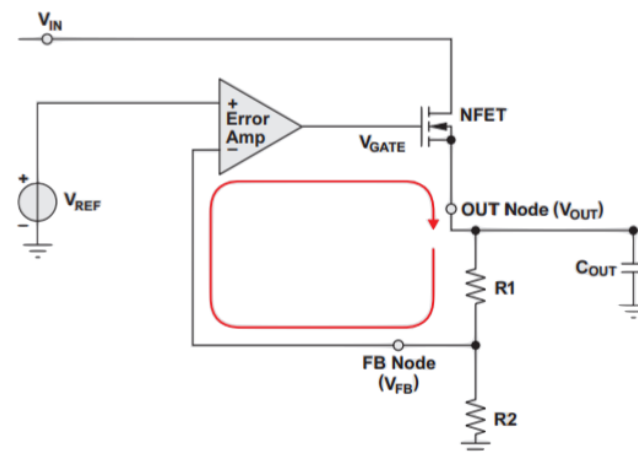 VIN
+
Error
Amp
−
NFET
VGATE
+
VREF
−
OUT Node (VOUT)
COUT
R1
FB Node
(VFB)
R2